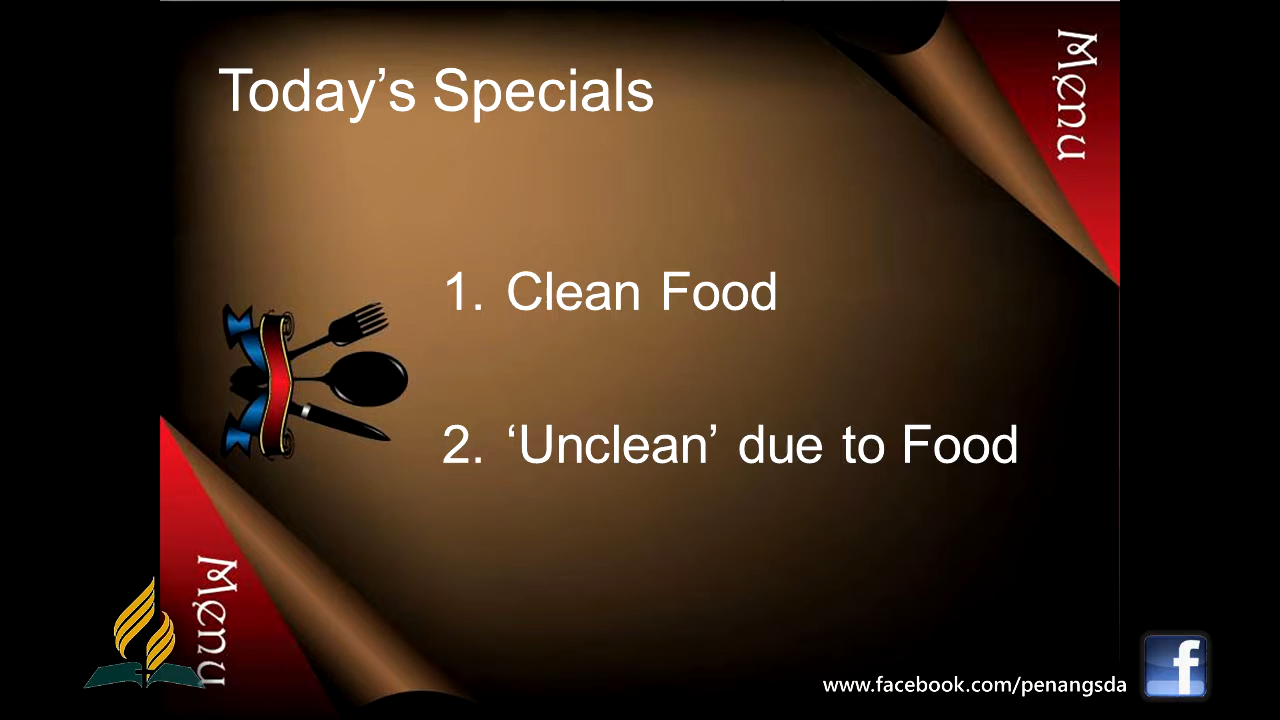 Menu
Today’s Specials
1. Clean Food
2. ‘Unclean’ due to Food
Menu
www.facebook.com/penangsda
f